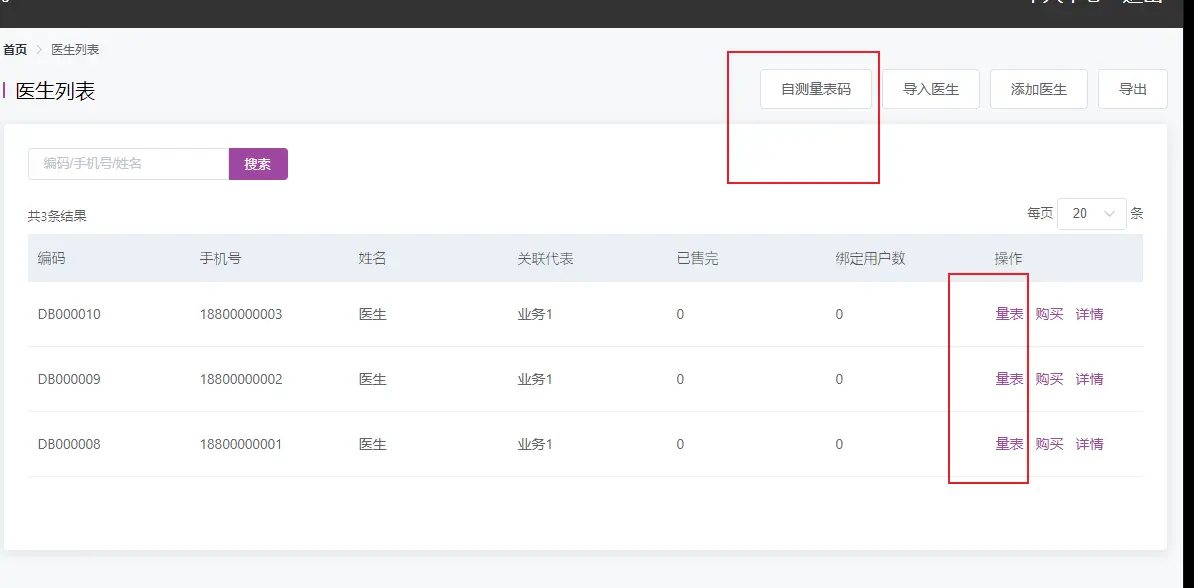 首页 > 医生列表
医生列表
自测量表码 导入医生 添加医生 导出
编码/手机号/姓名 搜索
共3条结果
每页 20 条
编码 手机号 姓名 关联代表 已售完 绑定用户数 操作
DB000010 18800000003 医生 业务1 0 0 量表 购买 详情
DB000009 18800000002 医生 业务1 0 0 量表 购买 详情
DB000008 18800000001 医生 业务1 0 0 量表 购买 详情